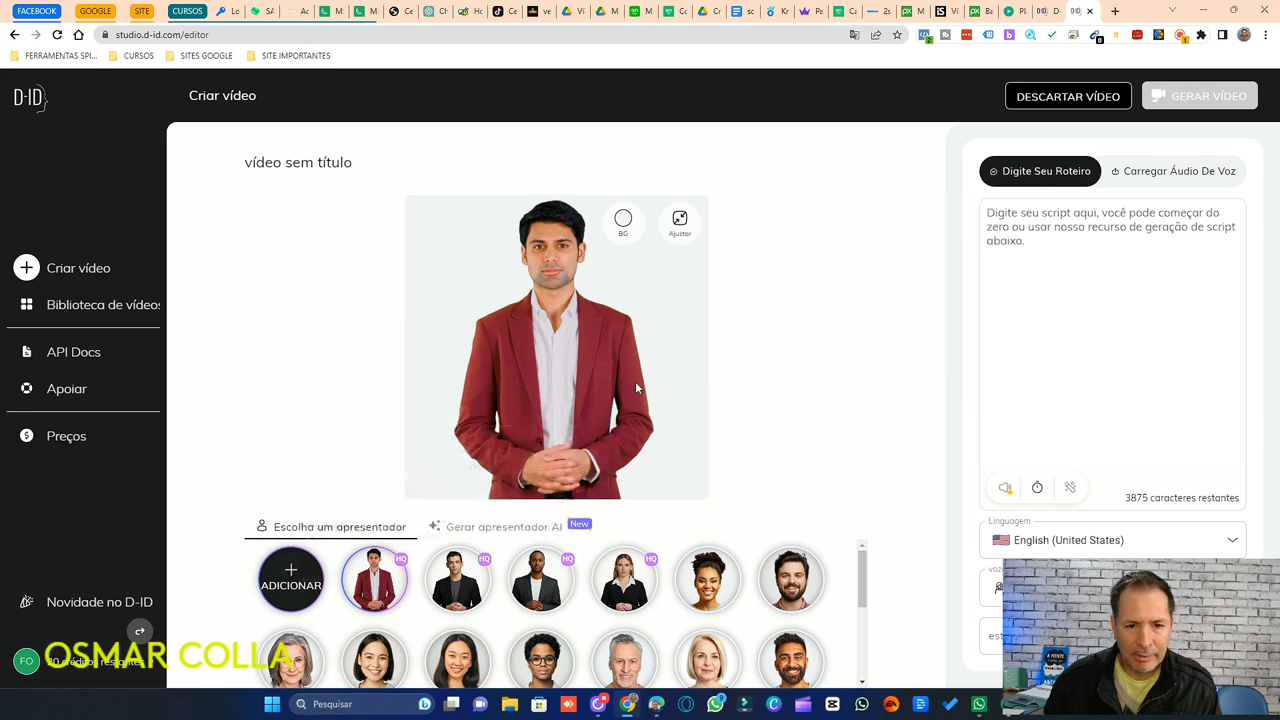 FACEBOOK
GOOGLE
SITE
CURSOS
studio.d-id.com/editor
FERRAMENTAS SPI...
CURSOS
SITES GOOGLE
SITE IMPORTANTES
D-ID
Criar vídeo
DESCARTAR VÍDEO
GERAR VÍDEO
vídeo sem título
Digite Seu Roteiro
Carregar Áudio De Voz
BG
Ajustar
Digite seu script aqui, você pode começar do
zero ou usar nosso recurso de geração de script
abaixo.
Criar vídeo
Biblioteca de vídeos
API Docs
Apoiar
Preços
3875 caracteres restantes
Escolha um apresentador
Gerar apresentador AI
New
Linguagem
English (United States)
ADICIONAR
HQ
HQ
HQ
HQ
Novidade no D-ID
FO
OSMAR COLLA
Pesquisar